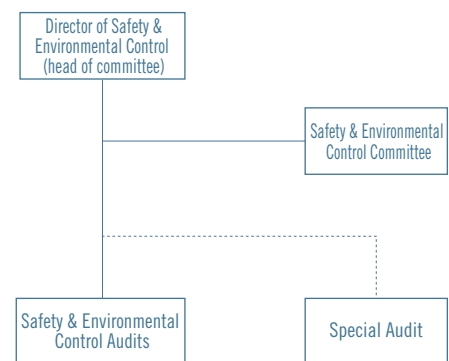 Director of Safety &
Environmental Control
(head of committee)
Safety & Environmental
Control Committee
Safety & Environmental
Control Audits
Special Audit